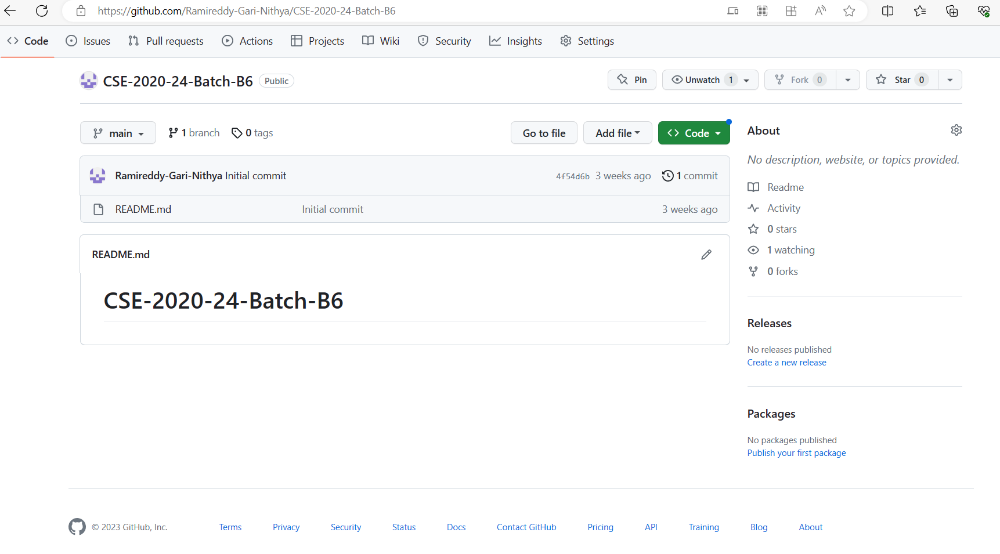 https://github.com/Ramireddy-Gari-Nithya/CSE-2020-24-Batch-B6
Code Issues Pull requests Actions Projects Wiki Security Insights Settings
CSE-2020-24-Batch-B6 Public Pin Unwatch 1 Fork 0 Star 0
main 1 branch 0 tags Go to file Add file Code
Ramireddy-Gari-Nithya Initial commit 4f54d6b 3 weeks ago 1 commit
README.md Initial commit 3 weeks ago
README.md
CSE-2020-24-Batch-B6
About
No description, website, or topics provided.
Readme
Activity
0 stars
1 watching
0 forks
Releases
No releases published
Create a new release
Packages
No packages published
Publish your first package
© 2023 GitHub, Inc. Terms Privacy Security Status Docs Contact GitHub Pricing API Training Blog About